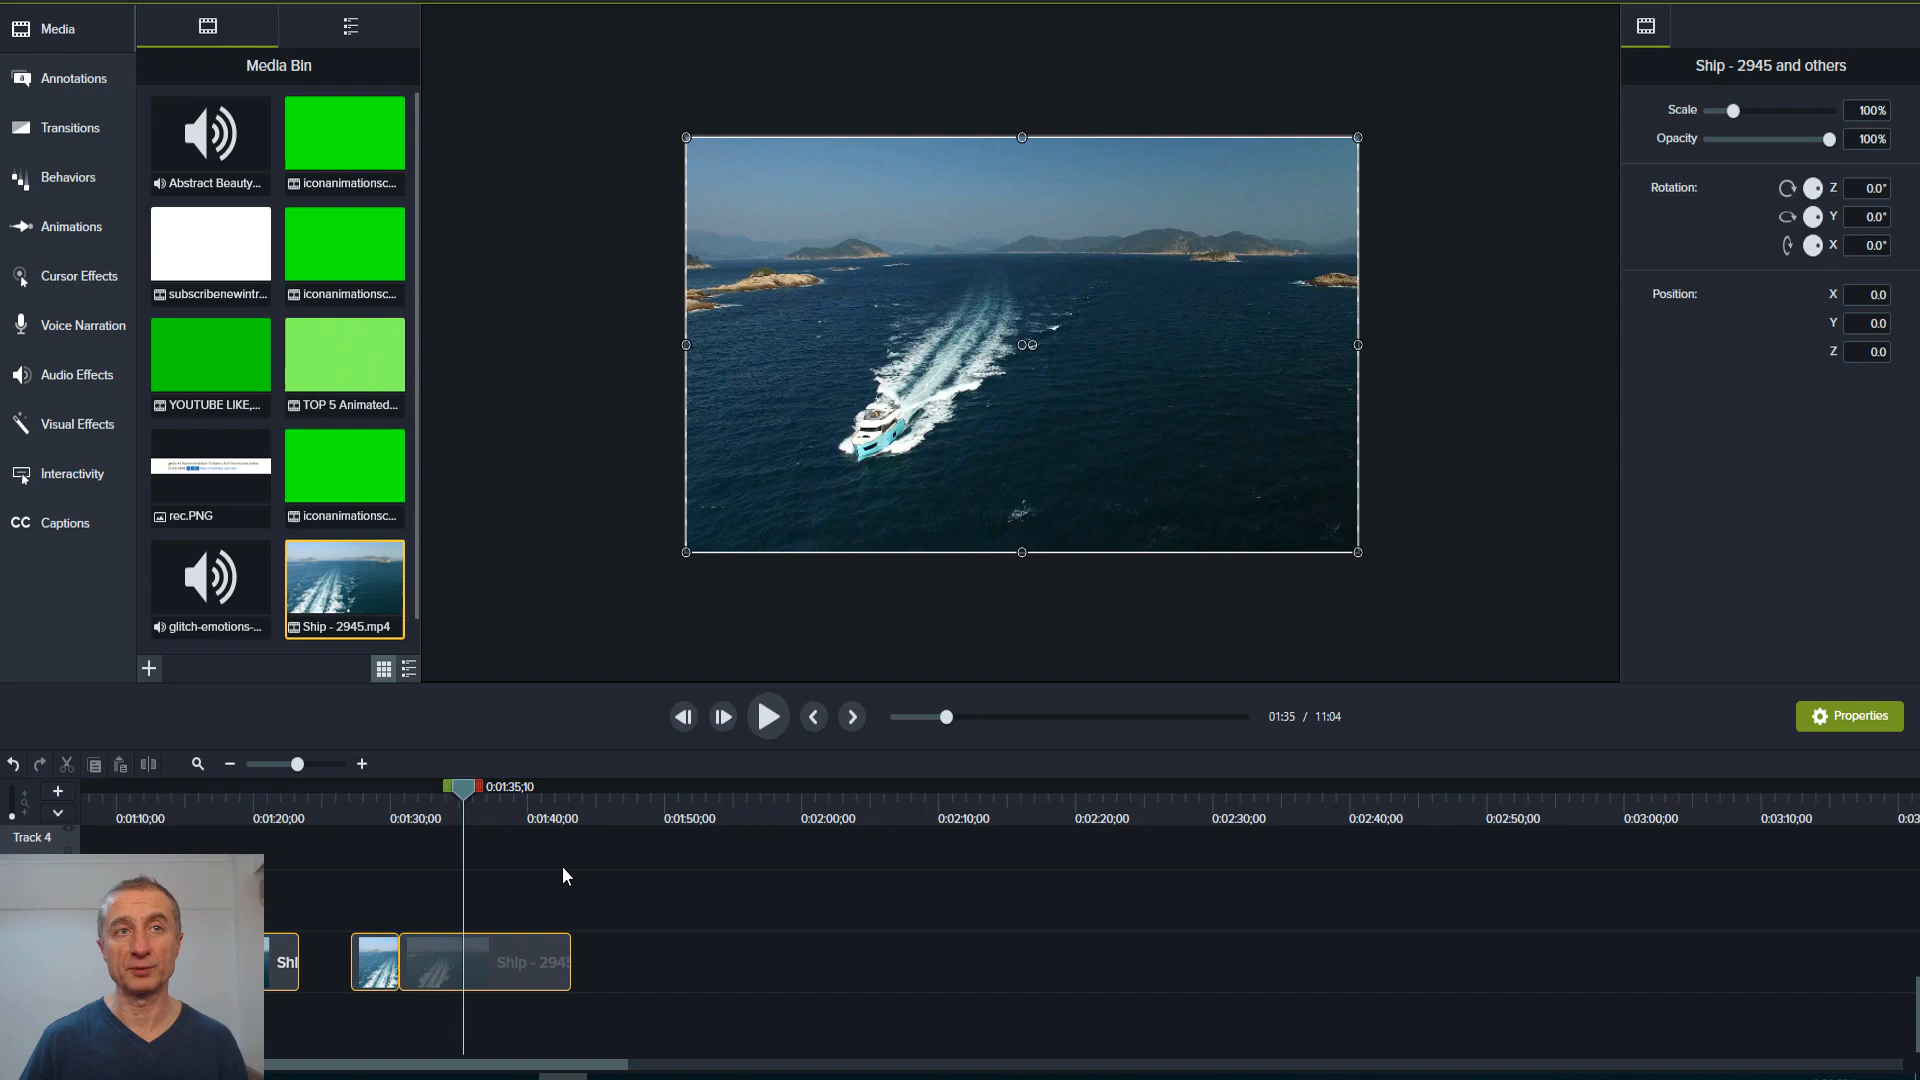 Media
Annotations
Transitions
Behaviors
Animations
Cursor Effects
Voice Narration
Audio Effects
Visual Effects
Interactivity
CC Captions
Media Bin
Abstract Beauty...
iconanimationsc...
subscribenewintr...
iconanimationsc...
YOUTUBE LIKE,...
TOP 5 Animated...
rec.PNG
iconanimationsc...
glitch-emotions-...
Ship - 2945.mp4
Ship - 2945 and others
Scale 100%
Opacity 100%
Rotation: Z 0.0°
Y 0.0°
X 0.0°
Position: X 0.0
Y 0.0
Z 0.0
01:35 / 11:04
Properties
0:01:35;10
0:01:10;00 0:01:20;00 0:01:30;00 0:01:40;00 0:01:50;00 0:02:00;00 0:02:10;00 0:02:20;00 0:02:30;00 0:02:40;00 0:02:50;00 0:03:00;00 0:03:10;00 0:03
Track 4
Shi
Ship - 294